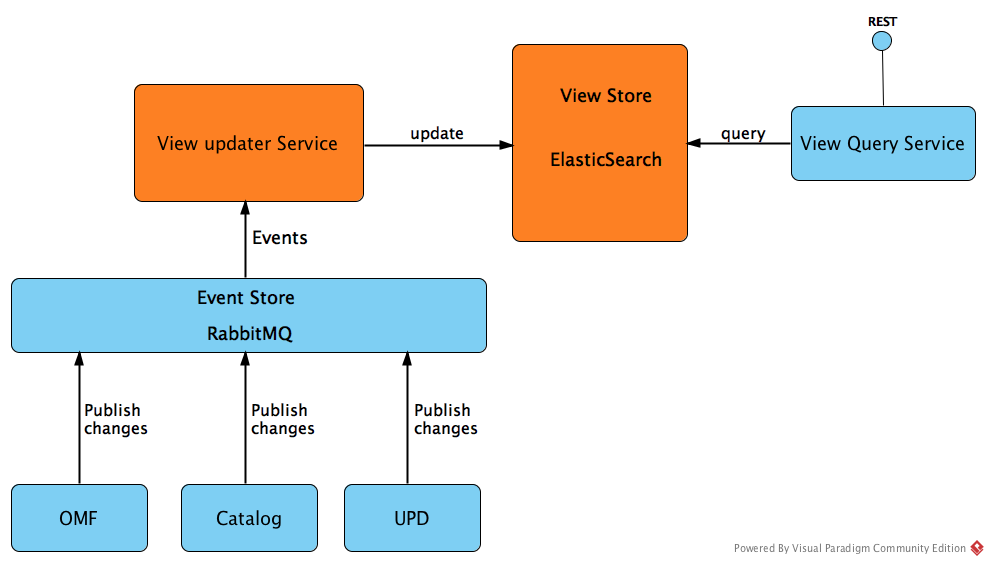 REST
View Store
ElasticSearch
View updater Service
update
query
View Query Service
Events
Event Store
RabbitMQ
Publish
changes
Publish
changes
Publish
changes
OMF
Catalog
UPD
Powered By Visual Paradigm Community Edition